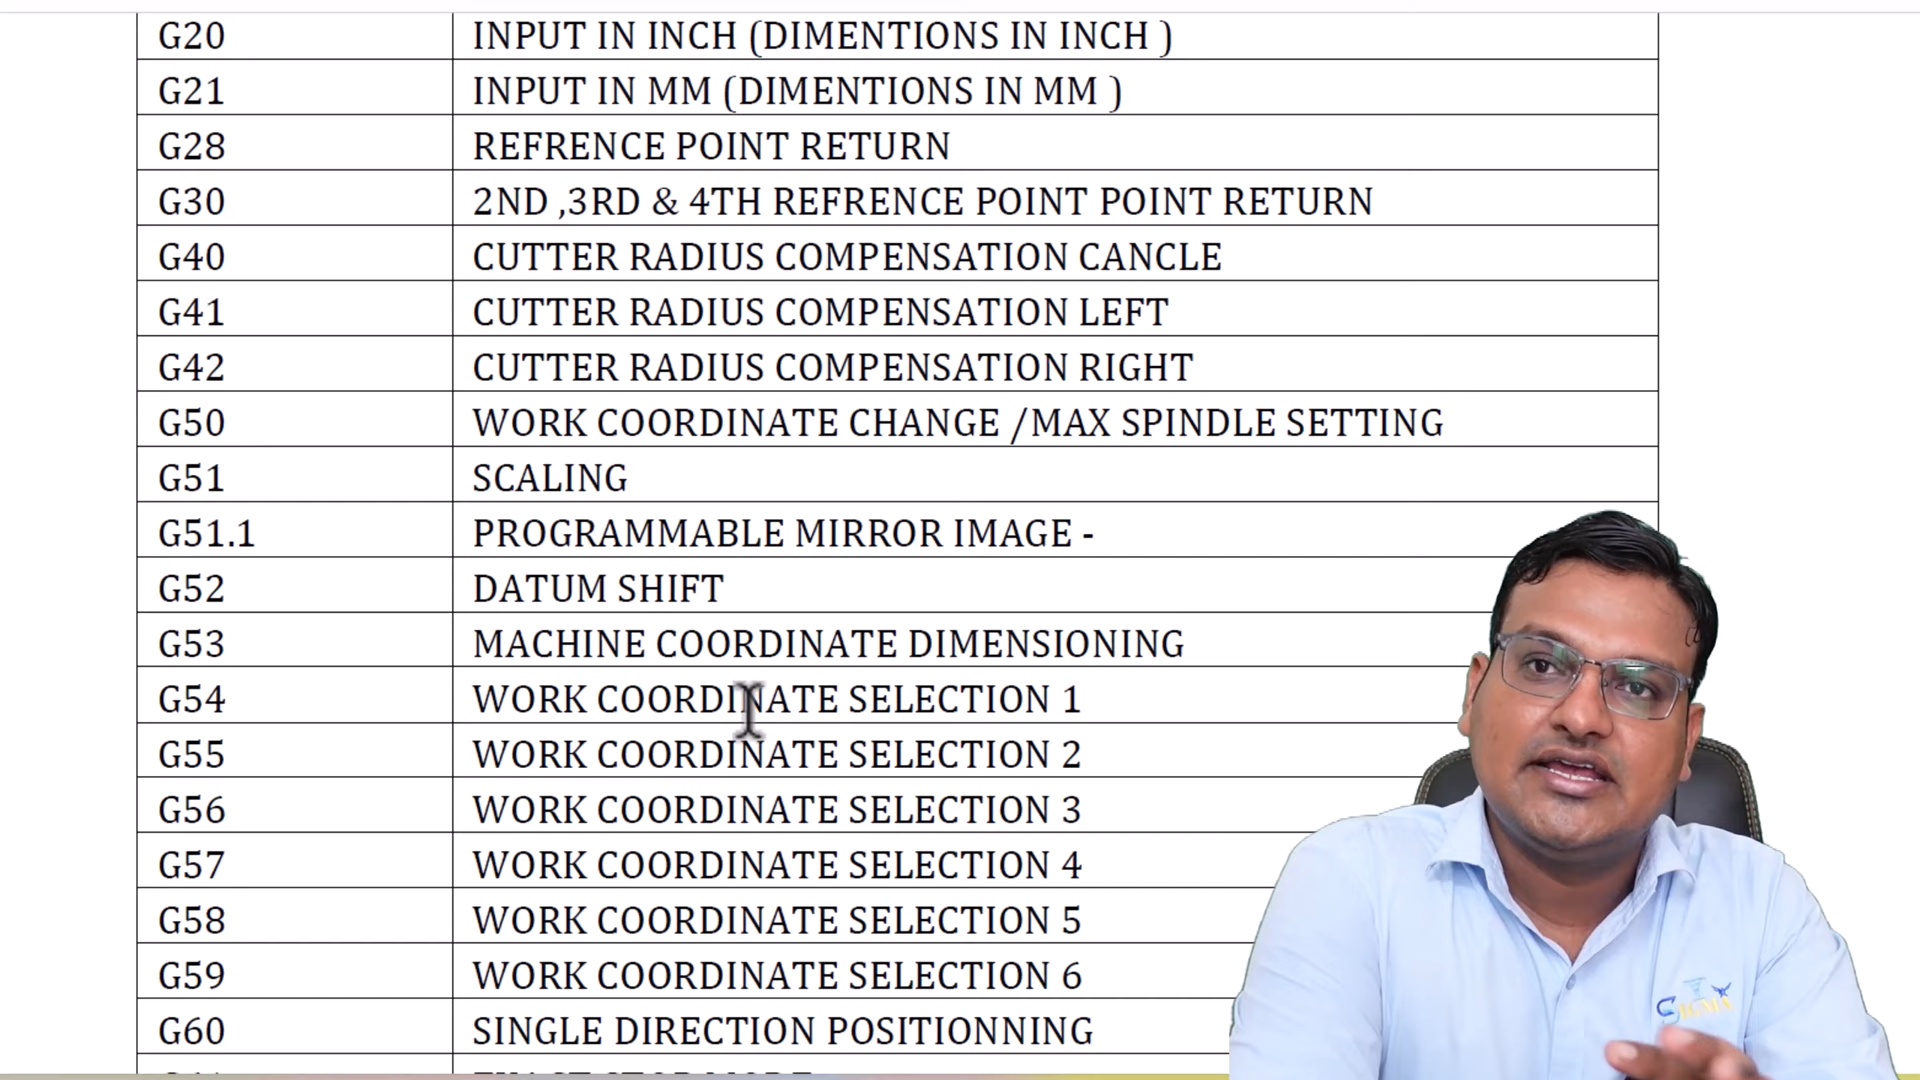 G20 INPUT IN INCH (DIMENTIONS IN INCH )
G21 INPUT IN MM (DIMENTIONS IN MM )
G28 REFRENCE POINT RETURN
G30 2ND ,3RD & 4TH REFRENCE POINT POINT RETURN
G40 CUTTER RADIUS COMPENSATION CANCLE
G41 CUTTER RADIUS COMPENSATION LEFT
G42 CUTTER RADIUS COMPENSATION RIGHT
G50 WORK COORDINATE CHANGE /MAX SPINDLE SETTING
G51 SCALING
G51.1 PROGRAMMABLE MIRROR IMAGE -
G52 DATUM SHIFT
G53 MACHINE COORDINATE DIMENSIONING
G54 WORK COORDINATE SELECTION 1
G55 WORK COORDINATE SELECTION 2
G56 WORK COORDINATE SELECTION 3
G57 WORK COORDINATE SELECTION 4
G58 WORK COORDINATE SELECTION 5
G59 WORK COORDINATE SELECTION 6
G60 SINGLE DIRECTION POSITIONNING
SIGMA